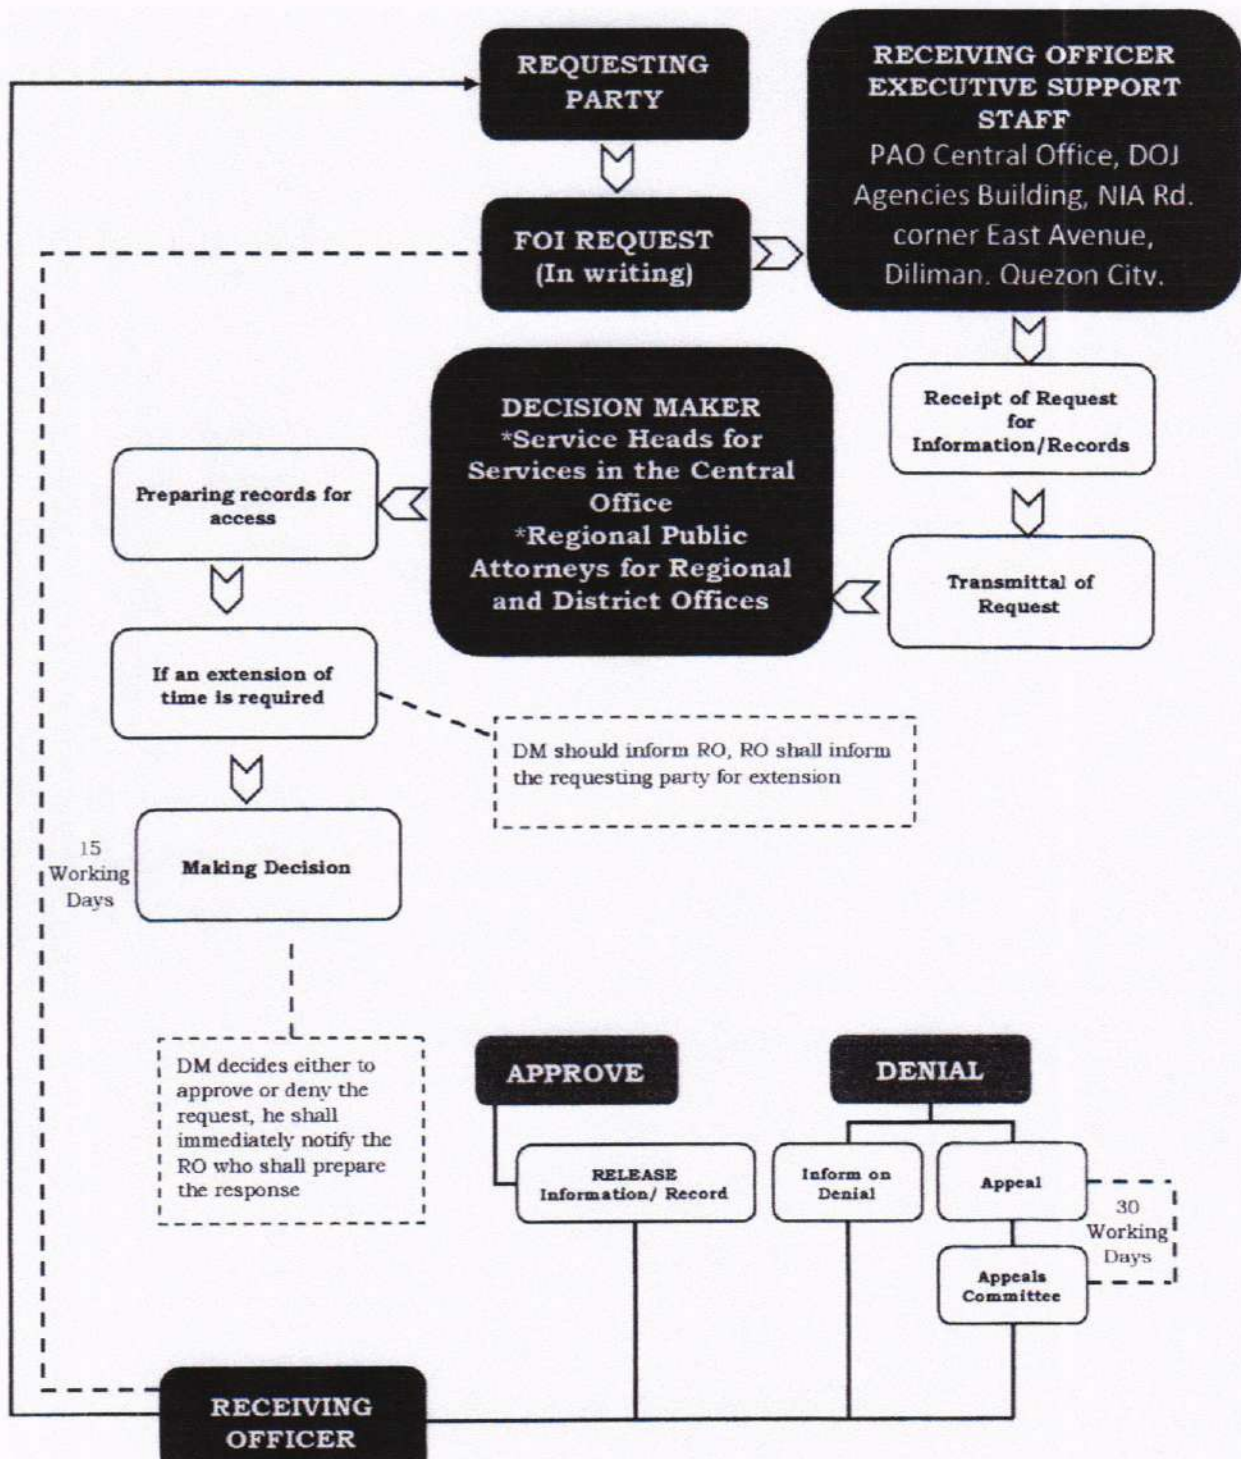 REQUESTING
PARTY
RECEIVING OFFICER
EXECUTIVE SUPPORT
STAFF
PAO Central Office, DOJ
Agencies Building, NIA Rd.
corner East Avenue,
Diliman. Quezon City.
FOI REQUEST
(In writing)
Receipt of Request
for
Information/Records
Transmittal of
Request
DECISION MAKER
*Service Heads for
Services in the Central
Office
*Regional Public
Attorneys for Regional
and District Offices
Preparing records for
access
If an extension of
time is required
DM should inform RO, RO shall inform
the requesting party for extension
Making Decision
15
Working
Days
DM decides either to
approve or deny the
request, he shall
immediately notify the
RO who shall prepare
the response
APPROVE
RELEASE
Information/ Record
DENIAL
Inform on
Denial
Appeal
30
Working
Days
Appeals
Committee
RECEIVING
OFFICER